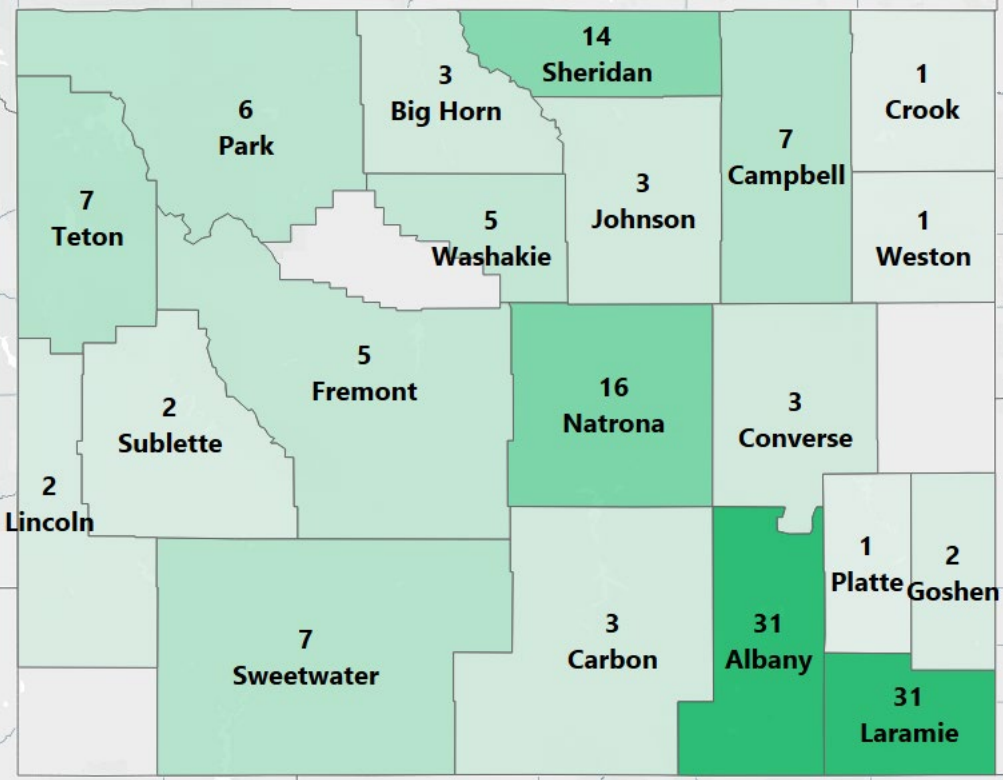 14
Sheridan
3
Big Horn
1
Crook
6
Park
7
Campbell
7
Teton
3
Johnson
5
Washakie
1
Weston
5
Fremont
16
Natrona
3
Converse
2
Sublette
2
Lincoln
1
Platte
2
Goshen
7
Sweetwater
3
Carbon
31
Albany
31
Laramie